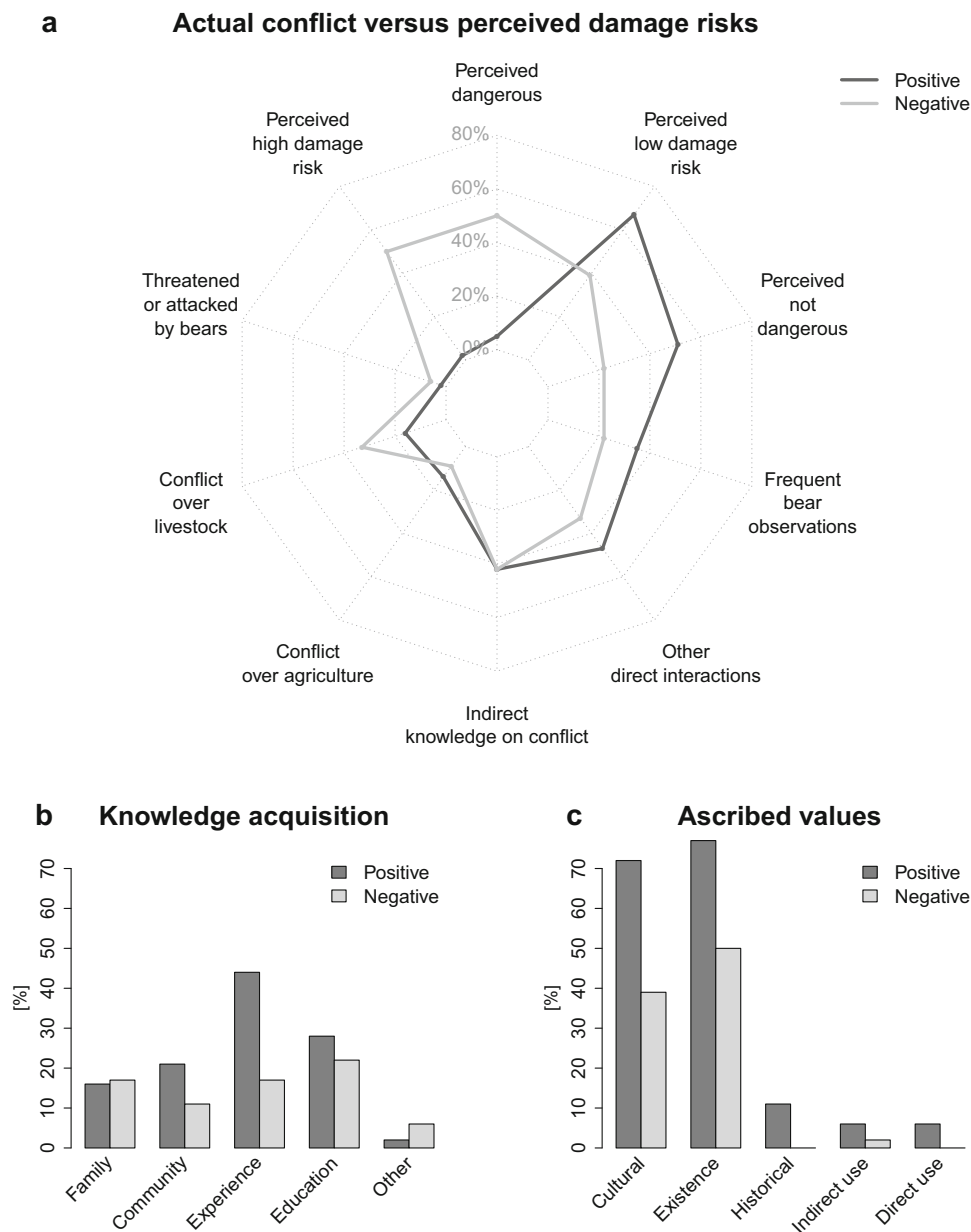 a Actual conflict versus perceived damage risks
Positive
Negative
Perceived
dangerous
Perceived
low damage
risk
Perceived
not
dangerous
Frequent
bear
observations
Other
direct interactions
Indirect
knowledge on conflict
Conflict
over agriculture
Conflict
over
livestock
Threatened
or attacked
by bears
Perceived
high damage
risk
80%
60%
40%
20%
0%
b Knowledge acquisition
Positive
Negative
[%]
70
60
50
40
30
20
10
0
Family
Community
Experience
Education
Other
c Ascribed values
Positive
Negative
[%]
70
60
50
40
30
20
10
0
Cultural
Existence
Historical
Indirect use
Direct use